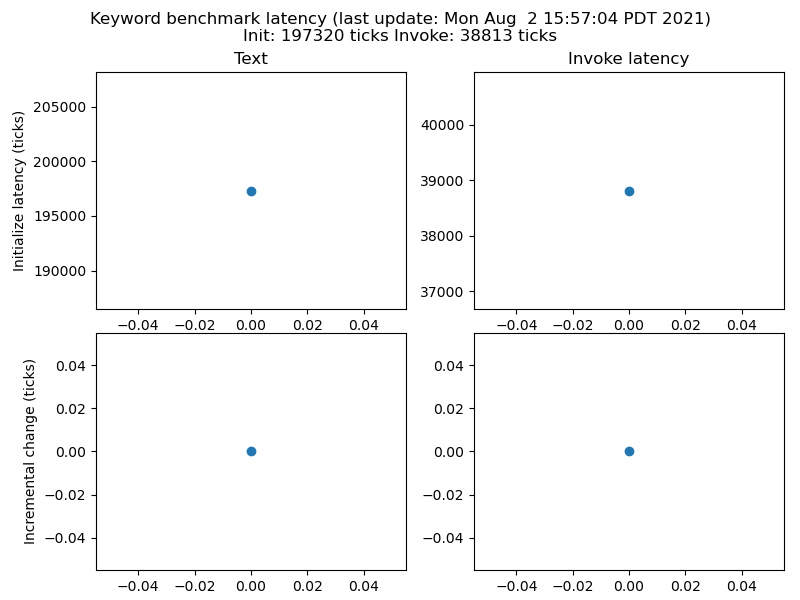 Keyword benchmark latency (last update: Mon Aug  2 15:57:04 PDT 2021)
Init: 197320 ticks Invoke: 38813 ticks
Text
Invoke latency
Initialize latency (ticks)
205000
200000
195000
190000
−0.04 −0.02 0.00 0.02 0.04
40000
39000
38000
37000
−0.04 −0.02 0.00 0.02 0.04
Incremental change (ticks)
0.04
0.02
0.00
−0.02
−0.04
−0.04 −0.02 0.00 0.02 0.04
0.04
0.02
0.00
−0.02
−0.04
−0.04 −0.02 0.00 0.02 0.04